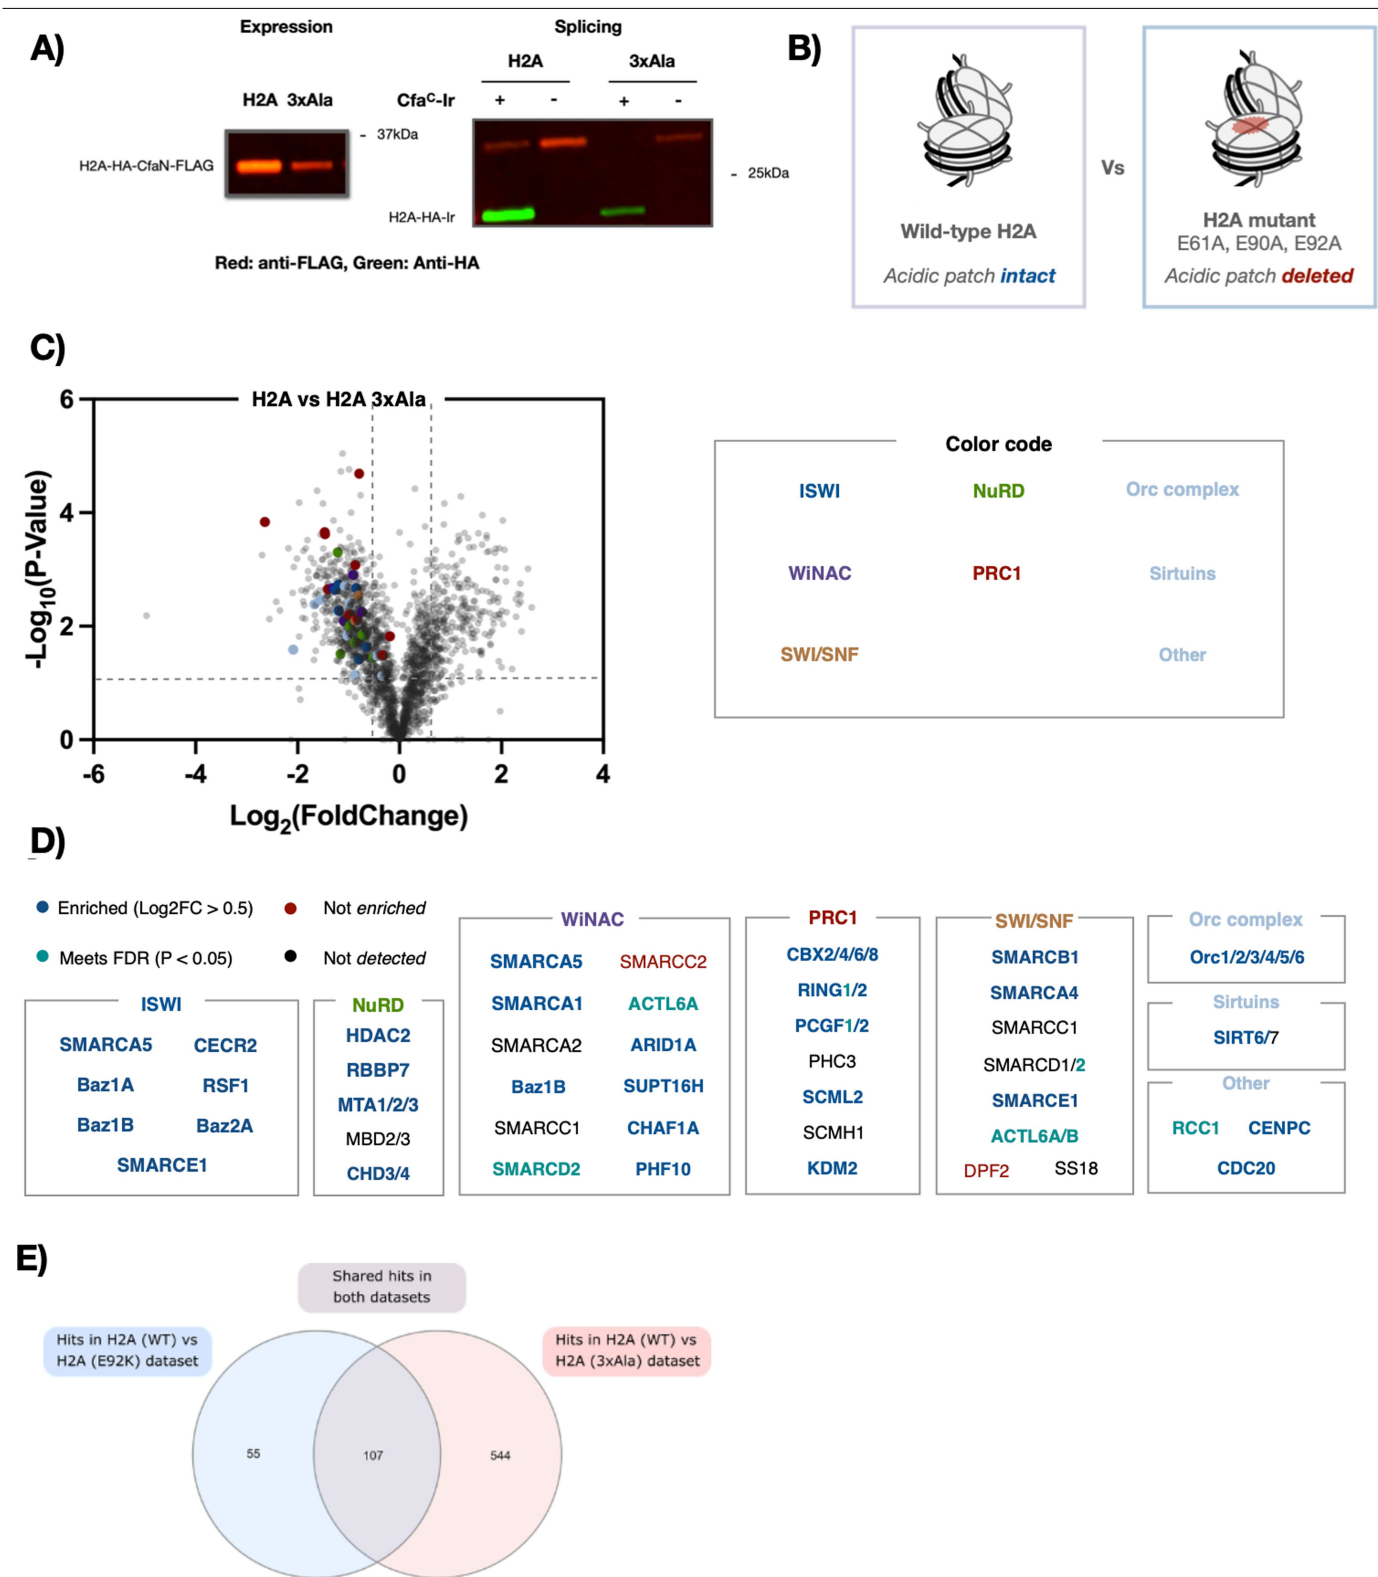 A)
Expression
Splicing
H2A
3xAla
H2A 3xAla
Cfaᶜ-Ir
+
-
+
-
- 37kDa
H2A-HA-CfaN-FLAG
- 25kDa
H2A-HA-Ir
Red: anti-FLAG, Green: Anti-HA
B)
Wild-type H2A
Acidic patch intact
Vs
H2A mutant
E61A, E90A, E92A
Acidic patch deleted
C)
H2A vs H2A 3xAla
6
4
2
0
-Log10(P-Value)
-6
-4
-2
0
2
4
Log2(FoldChange)
Color code
ISWI
NuRD
Orc complex
WiNAC
PRC1
Sirtuins
SWI/SNF
Other
D)
Enriched (Log2FC > 0.5)
Not enriched
Meets FDR (P < 0.05)
Not detected
ISWI
SMARCA5
CECR2
Baz1A
RSF1
Baz1B
Baz2A
SMARCE1
NuRD
HDAC2
RBBP7
MTA1/2/3
MBD2/3
CHD3/4
WiNAC
SMARCA5
SMARCC2
SMARCA1
ACTL6A
SMARCA2
ARID1A
Baz1B
SUPT16H
SMARCC1
CHAF1A
SMARCD2
PHF10
PRC1
CBX2/4/6/8
RING1/2
PCGF1/2
PHC3
SCML2
SCMH1
KDM2
SWI/SNF
SMARCB1
SMARCA4
SMARCC1
SMARCD1/2
SMARCE1
ACTL6A/B
DPF2
SS18
Orc complex
Orc1/2/3/4/5/6
Sirtuins
SIRT6/7
Other
RCC1
CENPC
CDC20
E)
Shared hits in
both datasets
Hits in H2A (WT) vs
H2A (E92K) dataset
Hits in H2A (WT) vs
H2A (3xAla) dataset
55
107
544